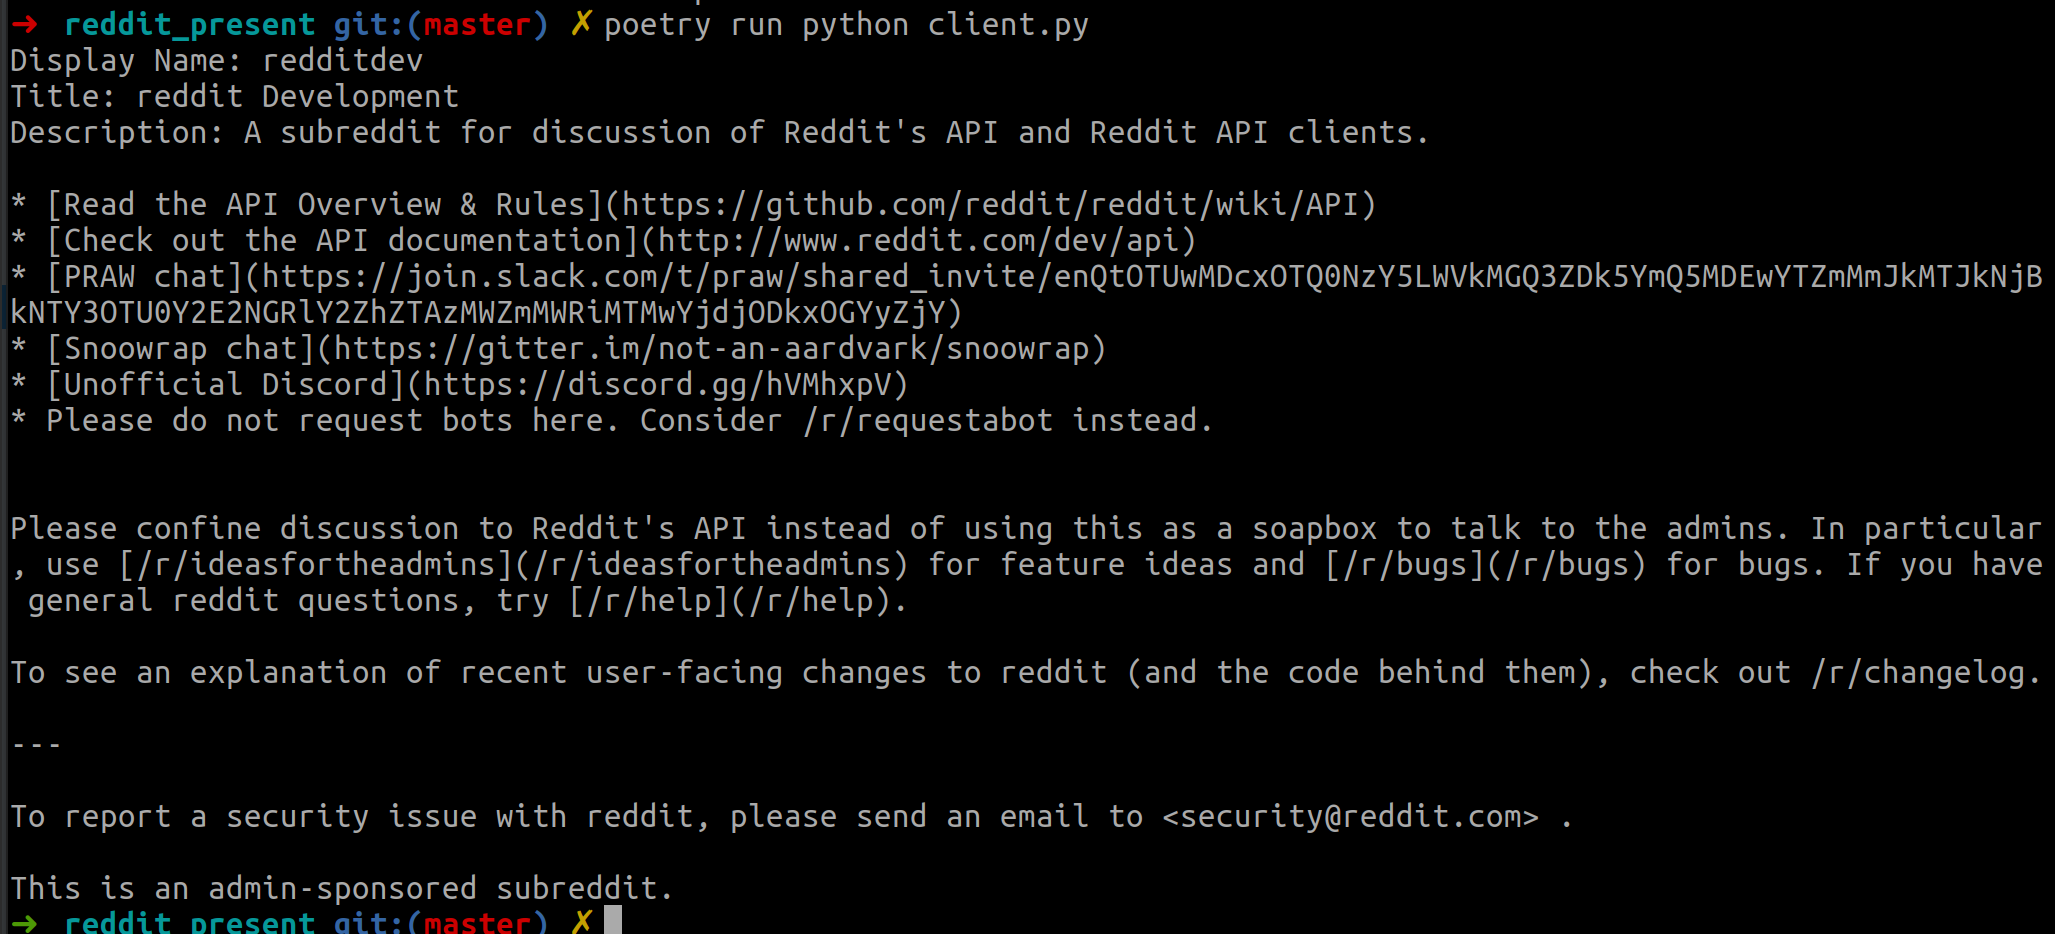 ➜ reddit_present git:(master) ✗ poetry run python client.py
Display Name: redditdev
Title: reddit Development
Description: A subreddit for discussion of Reddit's API and Reddit API clients.
* [Read the API Overview & Rules](https://github.com/reddit/reddit/wiki/API)
* [Check out the API documentation](http://www.reddit.com/dev/api)
* [PRAW chat](https://join.slack.com/t/praw/shared_invite/enQtOTUwMDcxOTQ0NzY5LWVkMGQ3ZDk5YmQ5MDEwYTZmMmJkMTJkNjB
kNTY3OTU0Y2E2NGRlY2ZhZTAzMWZmMWRiMTMwYjdjODkxOGYyZjY)
* [Snoowrap chat](https://gitter.im/not-an-aardvark/snoowrap)
* [Unofficial Discord](https://discord.gg/hVMhxpV)
* Please do not request bots here. Consider /r/requestabot instead.
Please confine discussion to Reddit's API instead of using this as a soapbox to talk to the admins. In particular
, use [/r/ideasfortheadmins](/r/ideasfortheadmins) for feature ideas and [/r/bugs](/r/bugs) for bugs. If you have
general reddit questions, try [/r/help](/r/help).
To see an explanation of recent user-facing changes to reddit (and the code behind them), check out /r/changelog.
---
To report a security issue with reddit, please send an email to <security@reddit.com> .
This is an admin-sponsored subreddit.
➜ reddit_present git:(master) ✗